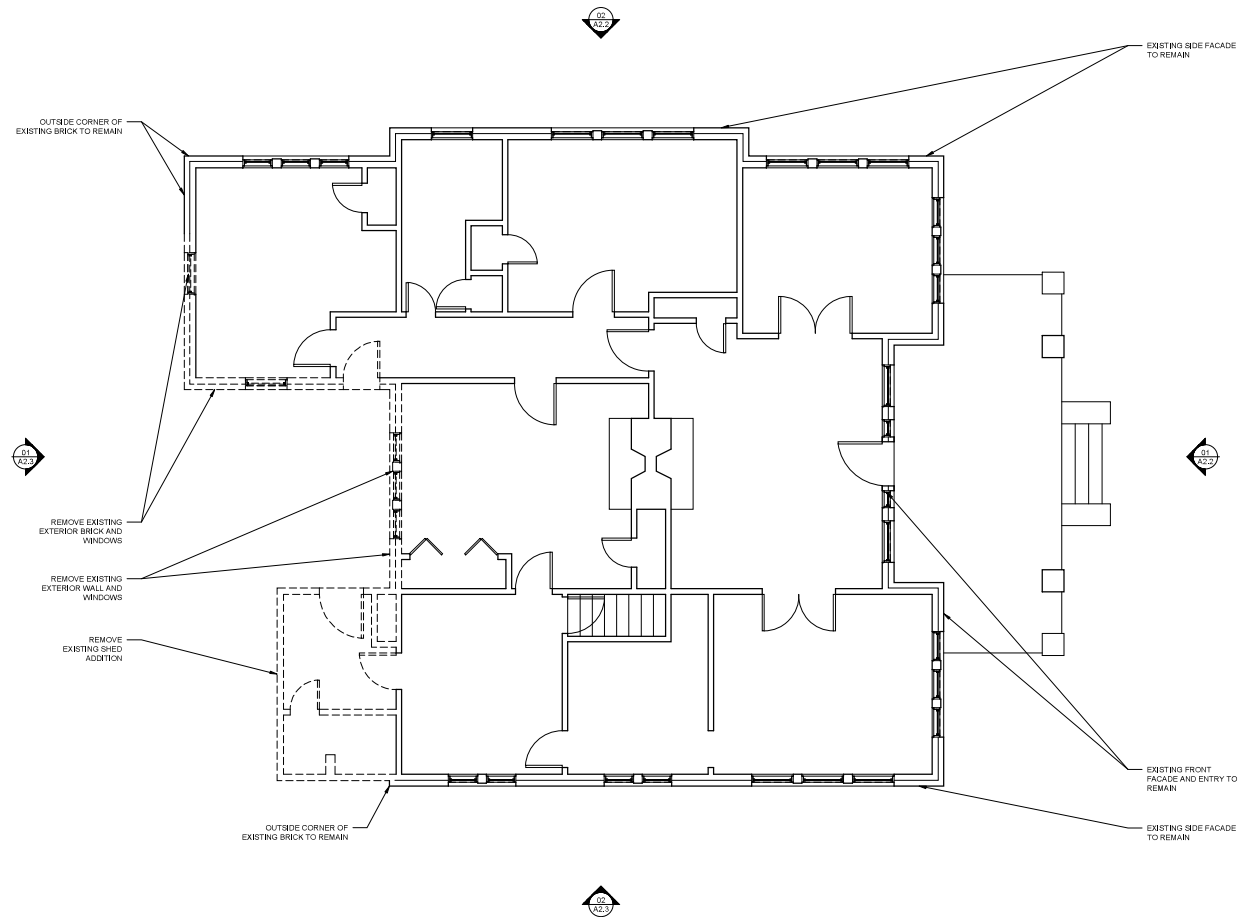 02
A2.2
EXISTING SIDE FACADE
TO REMAIN
OUTSIDE CORNER OF
EXISTING BRICK TO REMAIN
01
A2.3
01
A2.2
REMOVE EXISTING
EXTERIOR BRICK AND
WINDOWS
REMOVE EXISTING
EXTERIOR WALL AND
WINDOWS
REMOVE
EXISTING SHED
ADDITION
EXISTING FRONT
FACADE AND ENTRY TO
REMAIN
OUTSIDE CORNER OF
EXISTING BRICK TO REMAIN
EXISTING SIDE FACADE
TO REMAIN
02
A2.3